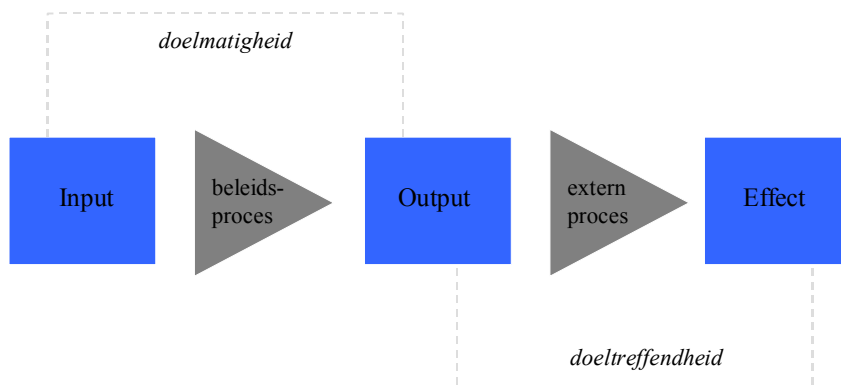 doelmatigheid
Input
beleids-
proces
Output
extern
proces
Effect
doeltreffendheid